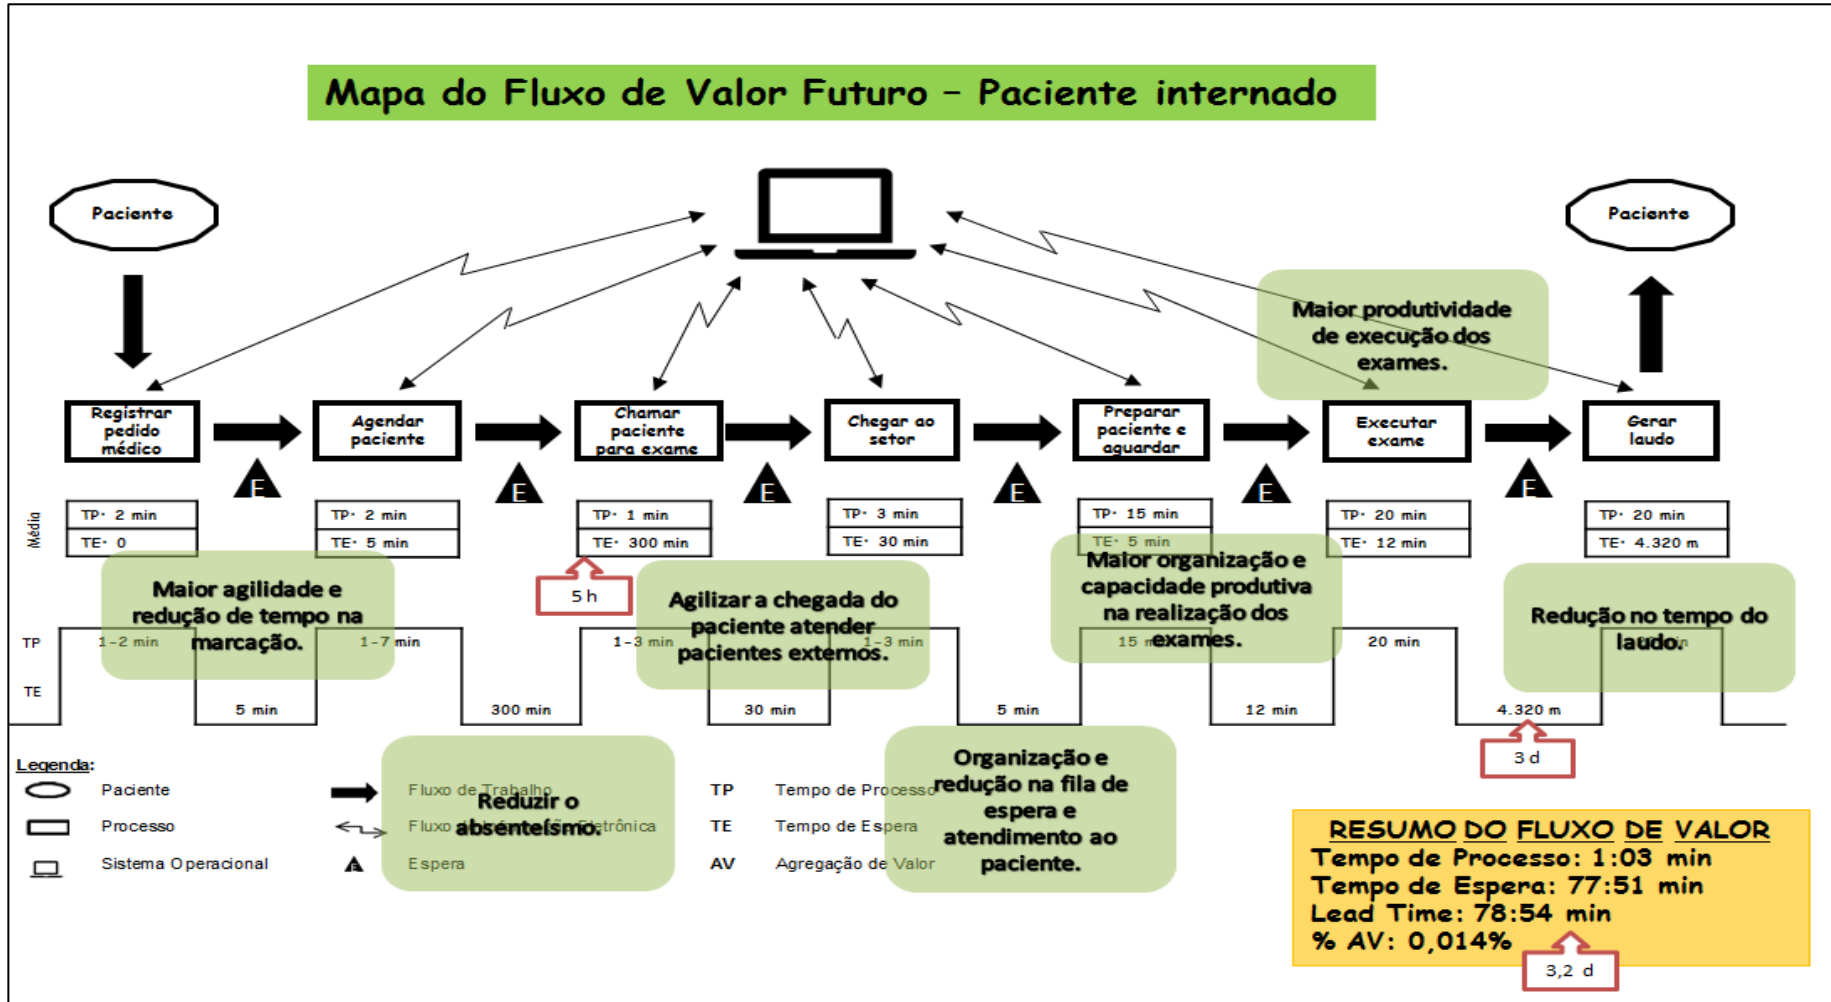 Mapa do Fluxo de Valor Futuro – Paciente internado
Paciente
Paciente
Maior produtividade
de execução dos
exames.
Registrar
pedido
médico
Agendar
paciente
Chamar
paciente
para exame
Chegar ao
setor
Preparar
paciente e
aguardar
Executar
exame
Gerar
laudo
E
E
E
E
E
E
Média
TP· 2 min
TE· 0
TP· 2 min
TE· 5 min
TP· 1 min
TE· 300 min
TP· 3 min
TE· 30 min
TP· 15 min
TE· 5 min
TP· 20 min
TE· 12 min
TP· 20 min
TE· 4.320 m
5 h
Maior agilidade e
redução de tempo na
marcação.
Agilizar a chegada do
paciente atender
pacientes externos.
Maior organização e
capacidade produtiva
na realização dos
exames.
Redução no tempo do
laudo.
TP
1-2 min
1-7 min
1-3 min
1-3 min
15 min
20 min
TE
5 min
300 min
30 min
5 min
12 min
4.320 m
3 d
Legenda:
Paciente
Processo
Sistema Operacional
Fluxo de Trabalho
Fluxo de Informação Eletrônica
Espera
Reduzir o
absenteísmo.
TP Tempo de Processo
TE Tempo de Espera
AV Agregação de Valor
Organização e
redução na fila de
espera e
atendimento ao
paciente.
RESUMO DO FLUXO DE VALOR
Tempo de Processo: 1:03 min
Tempo de Espera: 77:51 min
Lead Time: 78:54 min
% AV: 0,014%
3,2 d